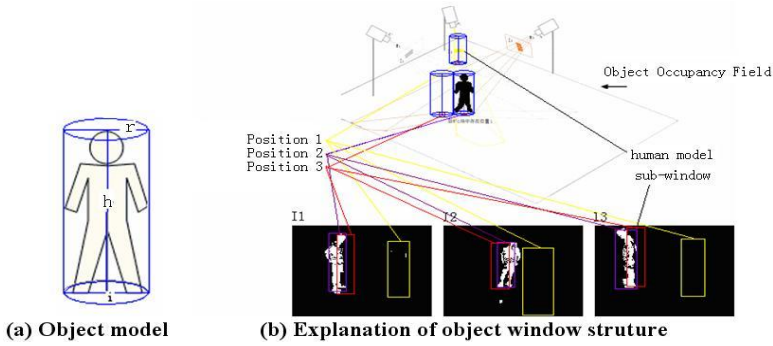 r
h
i
Object Occupancy Field
Position 1
Position 2
Position 3
human model
sub-window
I1
I2
I3
(a) Object model
(b) Explanation of object window struture